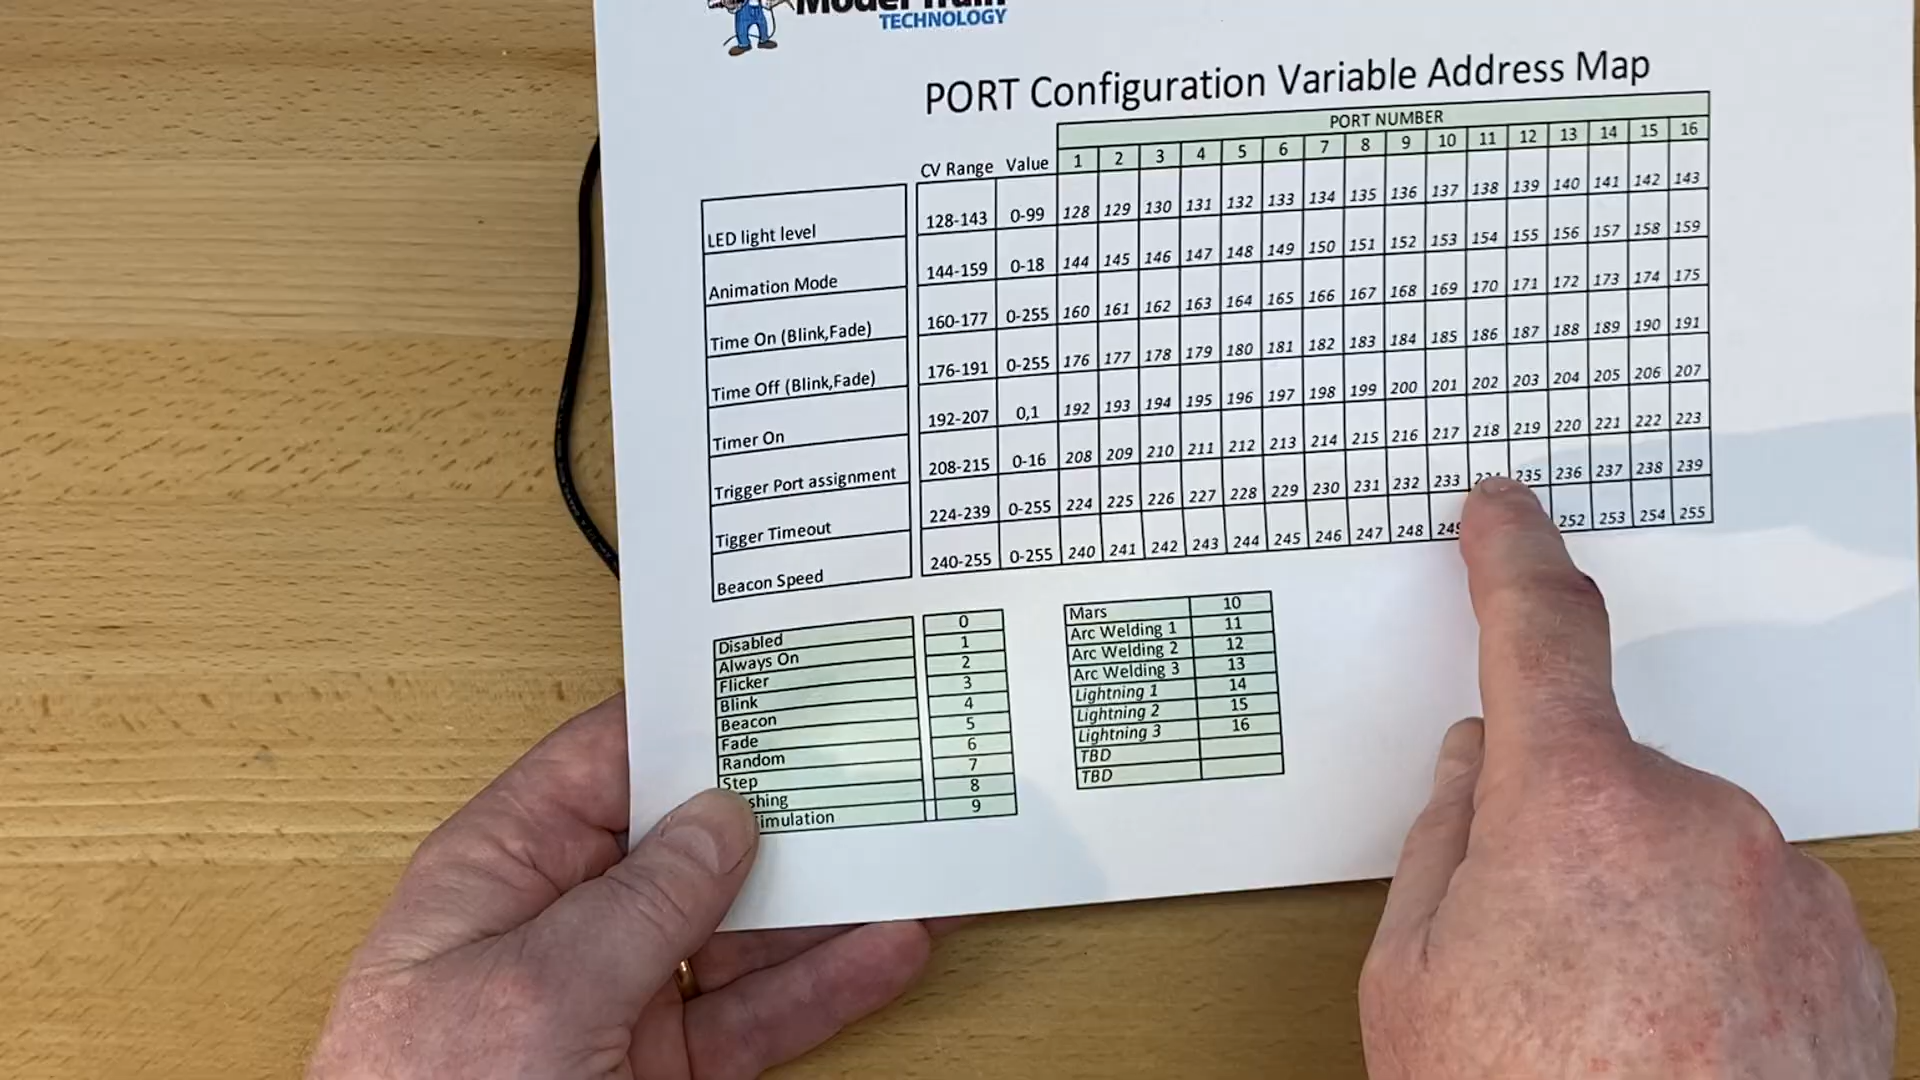 Model Train
TECHNOLOGY
PORT Configuration Variable Address Map
PORT NUMBER
CV Range Value 1 2 3 4 5 6 7 8 9 10 11 12 13 14 15 16
LED light level 128-143 0-99 128 129 130 131 132 133 134 135 136 137 138 139 140 141 142 143
Animation Mode 144-159 0-18 144 145 146 147 148 149 150 151 152 153 154 155 156 157 158 159
Time On (Blink,Fade) 160-177 0-255 160 161 162 163 164 165 166 167 168 169 170 171 172 173 174 175
Time Off (Blink,Fade) 176-191 0-255 176 177 178 179 180 181 182 183 184 185 186 187 188 189 190 191
Timer On 192-207 0,1 192 193 194 195 196 197 198 199 200 201 202 203 204 205 206 207
Trigger Port assignment 208-215 0-16 208 209 210 211 212 213 214 215 216 217 218 219 220 221 222 223
Tigger Timeout 224-239 0-255 224 225 226 227 228 229 230 231 232 233 235 236 237 238 239
Beacon Speed 240-255 0-255 240 241 242 243 244 245 246 247 248 249 252 253 254 255
Disabled 0
Always On 1
Flicker 2
Blink 3
Beacon 4
Fade 5
Random 6
Step 7
shing 8
imulation 9
Mars 10
Arc Welding 1 11
Arc Welding 2 12
Arc Welding 3 13
Lightning 1 14
Lightning 2 15
Lightning 3 16
TBD
TBD